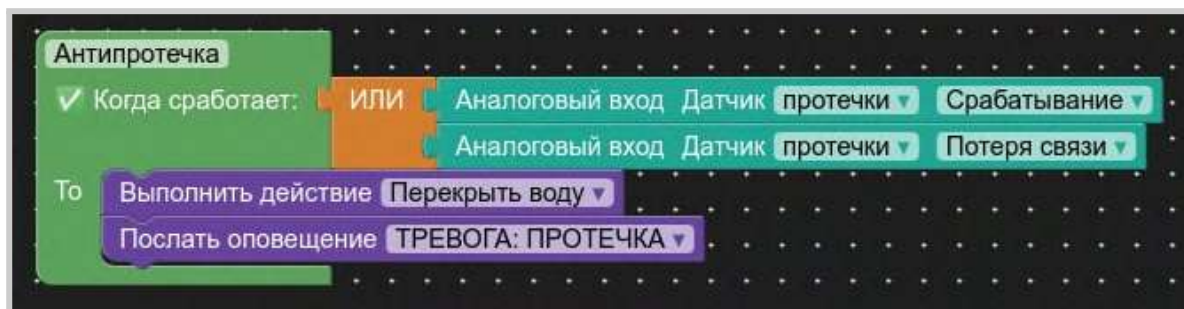 Антипротечка
Когда сработает: ИЛИ Аналоговый вход Датчик протечки Срабатывание
Аналоговый вход Датчик протечки Потеря связи
То Выполнить действие Перекрыть воду
Послать оповещение ТРЕВОГА: ПРОТЕЧКА